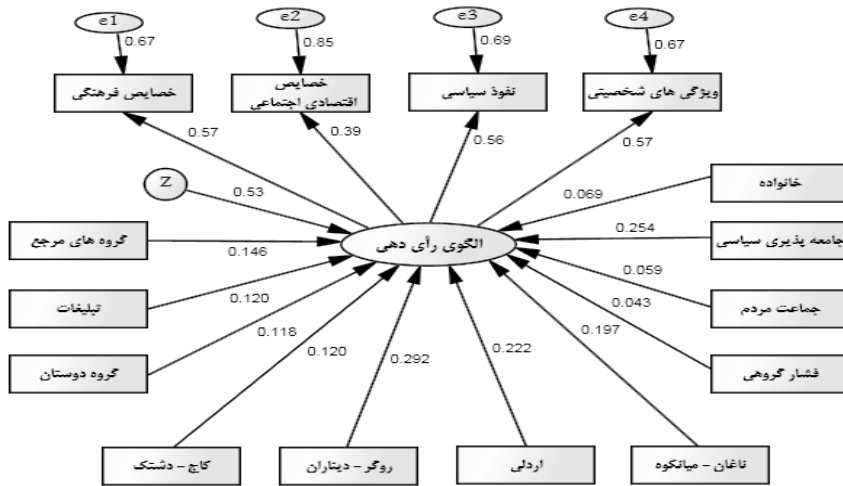 e1
e2
e3
e4
0.67
0.85
0.69
0.67
ویژگی های شخصیتی
نفوذ سیاسی
خصایص
اقتصادی اجتماعی
خصایص فرهنگی
0.57
0.39
0.56
0.57
Z
0.53
الگوی رأی دهی
خانواده
0.069
جامعه پذیری سیاسی
0.254
جماعت مردم
0.059
فشار گروهی
0.043
گروه های مرجع
0.146
تبلیغات
0.120
گروه دوستان
0.118
0.120
0.292
0.222
0.197
ناغان - میانکوه
اردلی
روگر - دیناران
کاج - دشتک